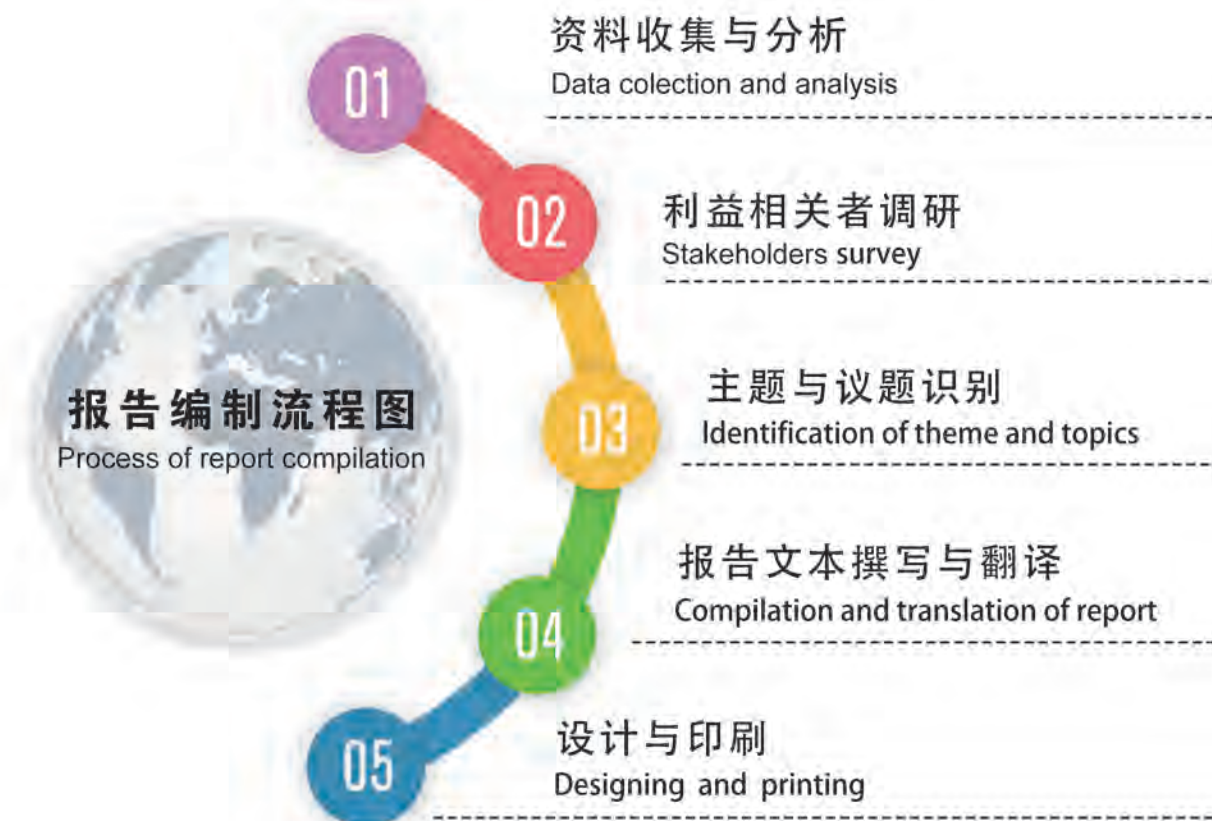 01
资料收集与分析
Data colection and analysis
02
利益相关者调研
Stakeholders survey
报告编制流程图
Process of report compilation
03
主题与议题识别
Identification of theme and topics
04
报告文本撰写与翻译
Compilation and translation of report
05
设计与印刷
Designing and printing